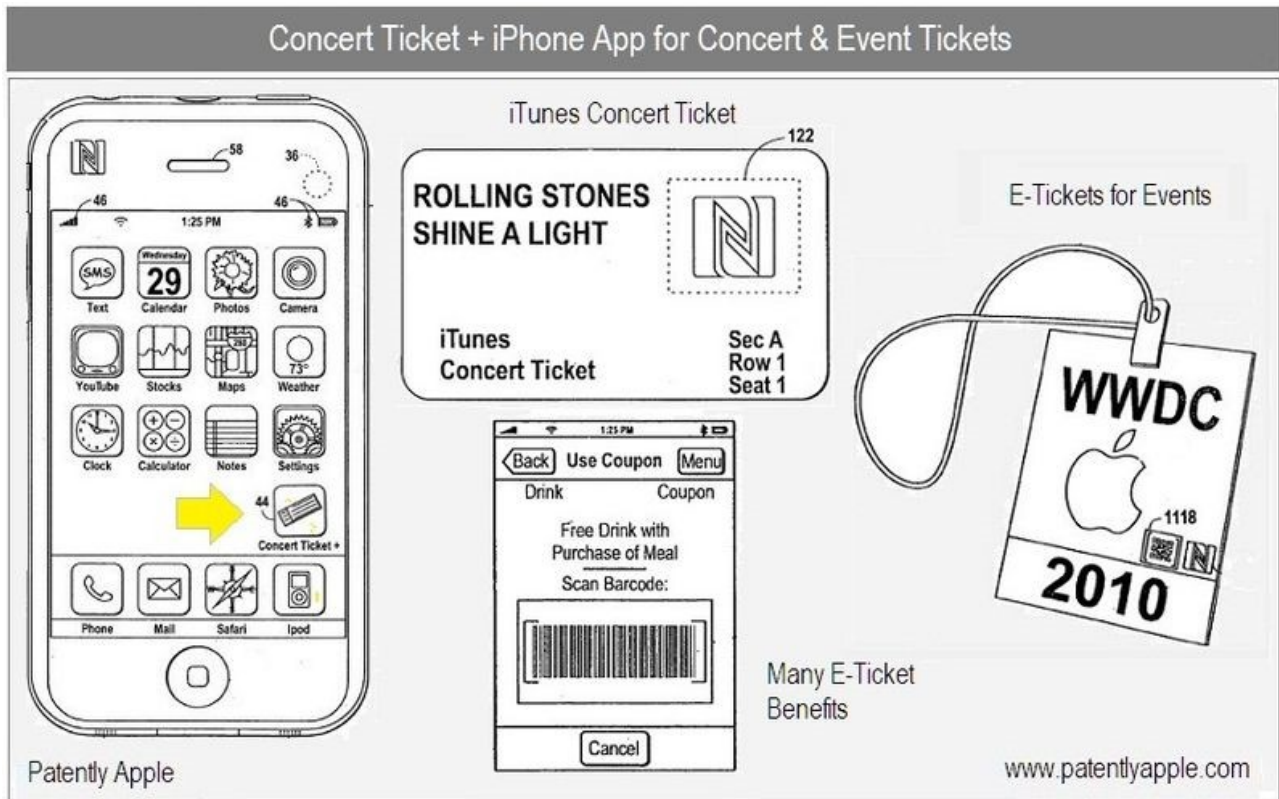 Concert Ticket + iPhone App for Concert & Event Tickets
58
36
46
46
1:25 PM
SMS
Wednesday
29
280
73°
Text
Calendar
Photos
Camera
YouTube
Stocks
Maps
Weather
Clock
Calculator
Notes
Settings
44
Concert Ticket +
Phone
Mail
Safari
Ipod
Patently Apple
iTunes Concert Ticket
122
ROLLING STONES
SHINE A LIGHT
iTunes
Concert Ticket
Sec A
Row 1
Seat 1
1:25 PM
Back
Use Coupon
Menu
Drink
Coupon
Free Drink with
Purchase of Meal
Scan Barcode:
Cancel
Many E-Ticket
Benefits
E-Tickets for Events
WWDC
1118
2010
www.patentlyapple.com